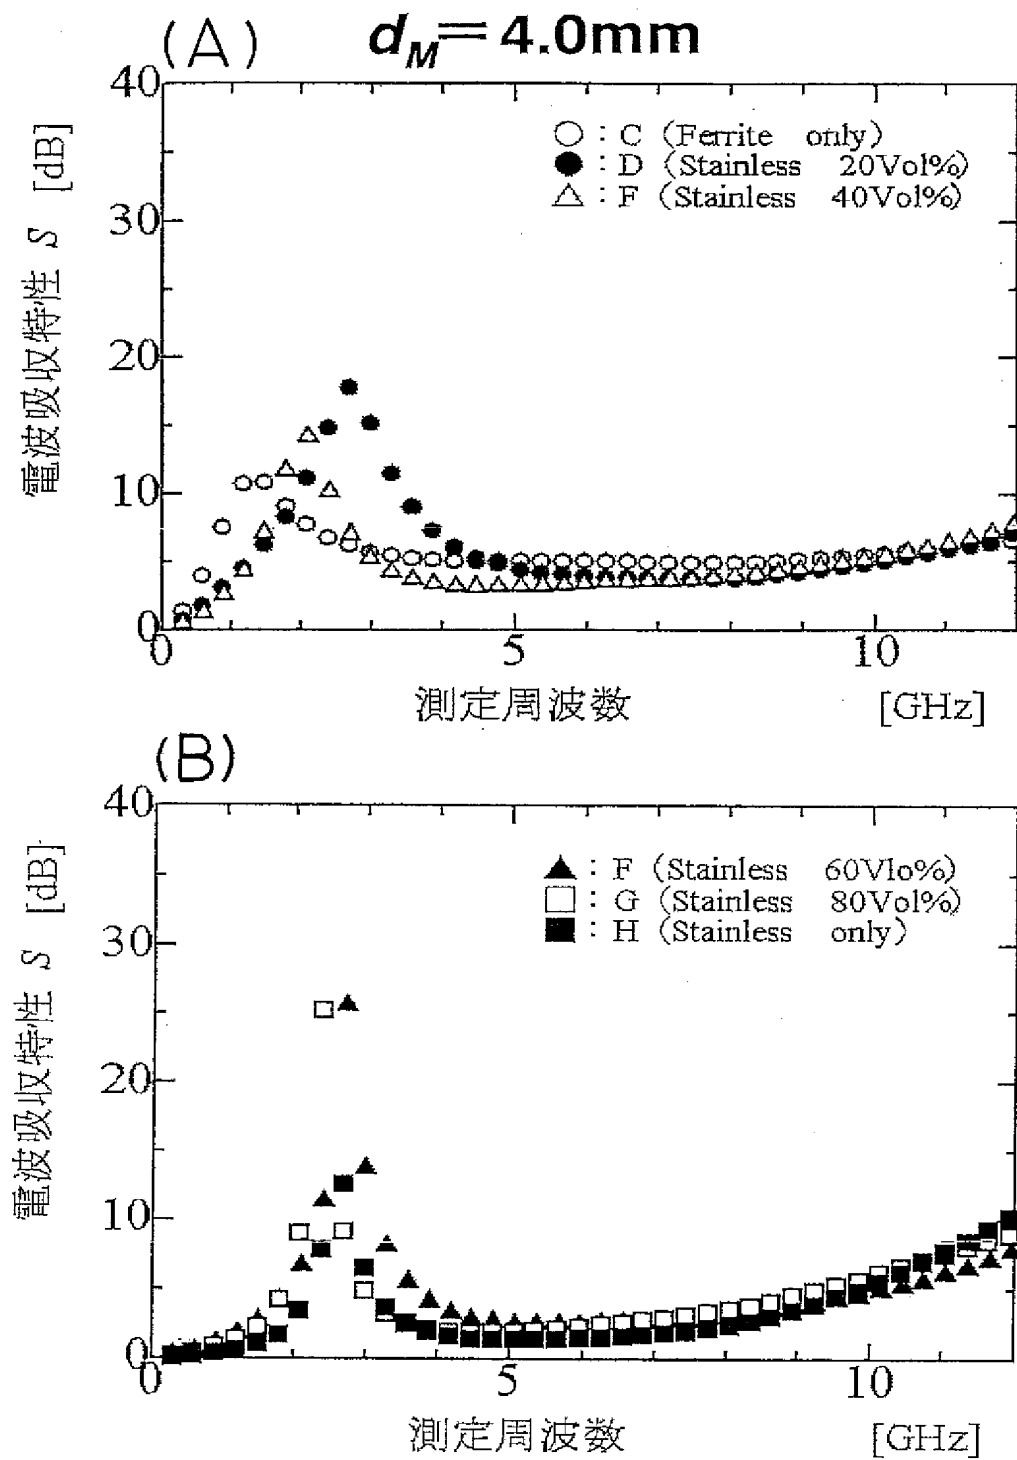 (A) d_M=4.0mm
40
30
20
10
0
電波吸収特性 S [dB]
○ : C (Ferrite only)
● : D (Stainless 20Vol%)
△ : F (Stainless 40Vol%)
0 5 10
測定周波数 [GHz]
(B)
40
30
20
10
0
電波吸収特性 S [dB]
▲ : F (Stainless 60Vlo%)
□ : G (Stainless 80Vol%)
■ : H (Stainless only)
0 5 10
測定周波数 [GHz]